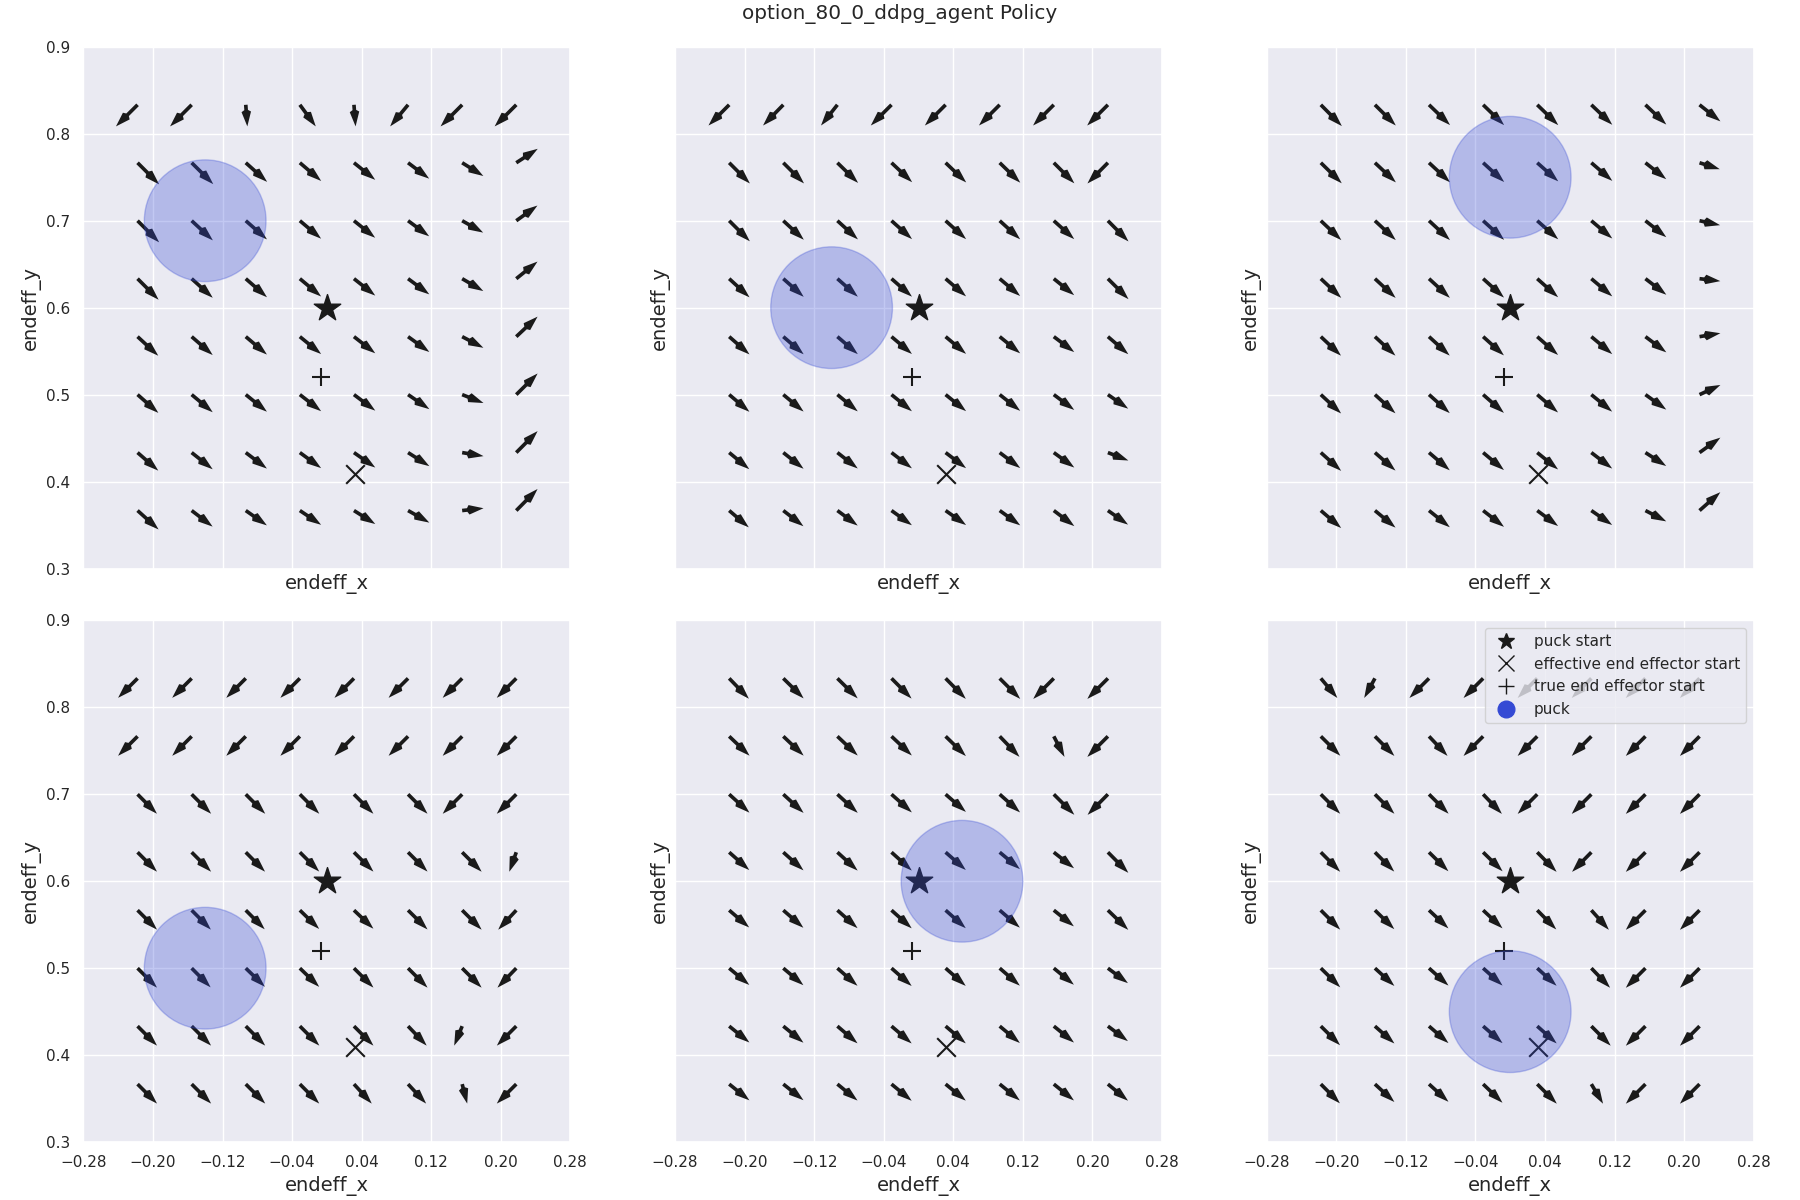 option_80_0_ddpg_agent Policy
0.9
0.8
0.7
0.6
0.5
0.4
0.3
endeff_y
endeff_x
endeff_y
endeff_x
endeff_y
endeff_x
0.9
0.8
0.7
0.6
0.5
0.4
0.3
endeff_y
−0.28 −0.20 −0.12 −0.04 0.04 0.12 0.20 0.28
endeff_x
endeff_y
−0.28 −0.20 −0.12 −0.04 0.04 0.12 0.20 0.28
endeff_x
puck start
effective end effector start
true end effector start
puck
endeff_y
−0.28 −0.20 −0.12 −0.04 0.04 0.12 0.20 0.28
endeff_x